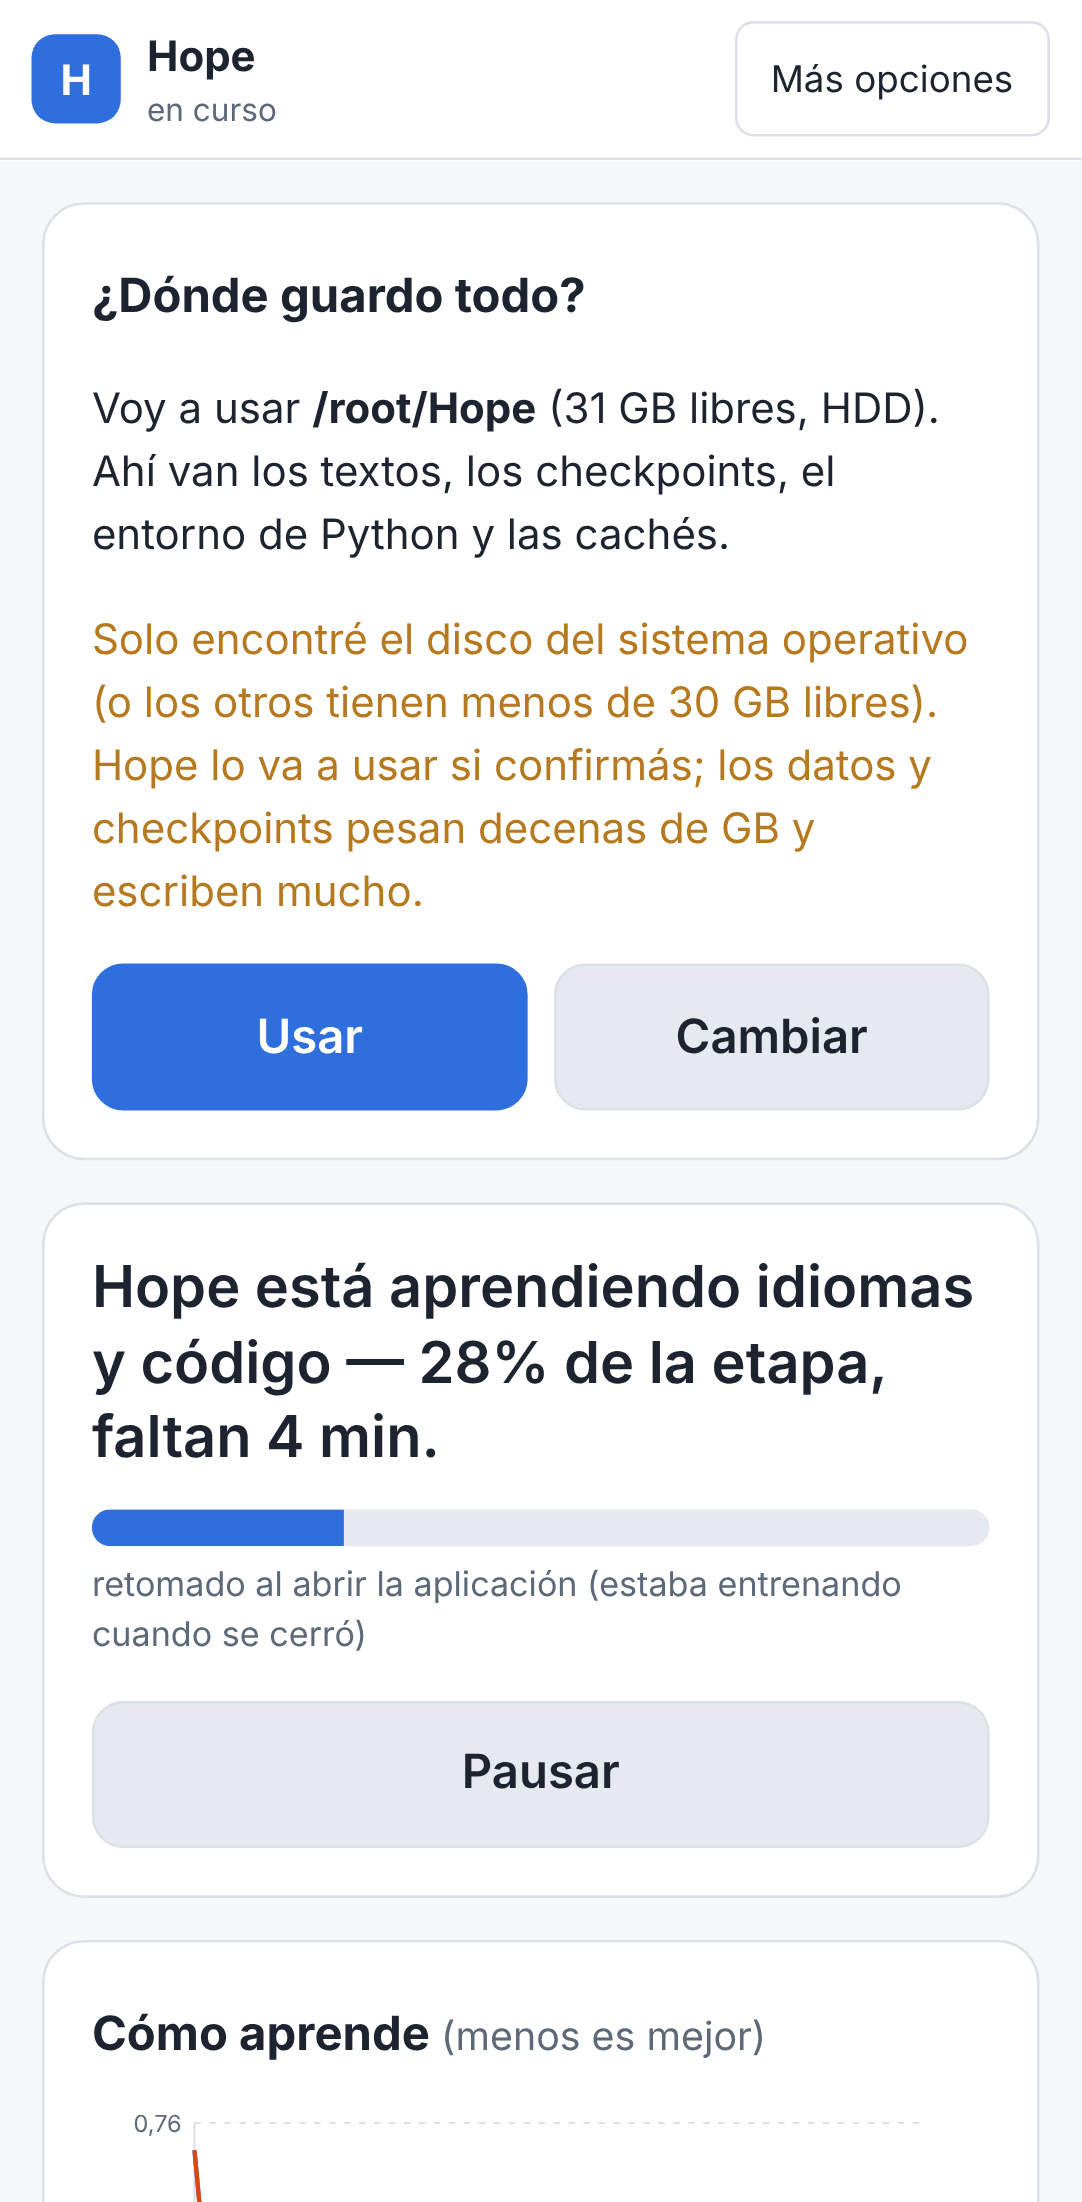 H
Hope
en curso
Más opciones
¿Dónde guardo todo?
Voy a usar /root/Hope (31 GB libres, HDD).
Ahí van los textos, los checkpoints, el
entorno de Python y las cachés.
Solo encontré el disco del sistema operativo
(o los otros tienen menos de 30 GB libres).
Hope lo va a usar si confirmás; los datos y
checkpoints pesan decenas de GB y
escriben mucho.
Usar
Cambiar
Hope está aprendiendo idiomas
y código — 28% de la etapa,
faltan 4 min.
retomado al abrir la aplicación (estaba entrenando
cuando se cerró)
Pausar
Cómo aprende (menos es mejor)
0,76